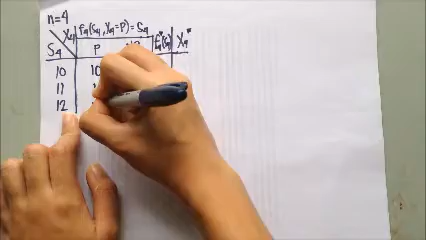 n=4
X₄ f₄(S₄, X₄=P) = S₄
S₄ P f₄*(S₄) X₄*
10 10
11
12